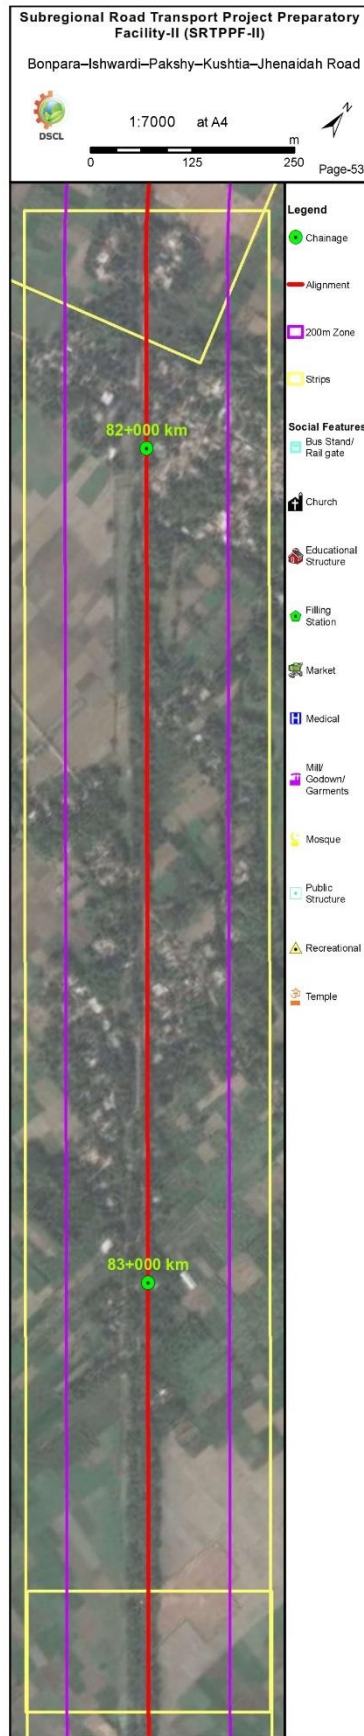 Subregional Road Transport Project Preparatory
Facility-II (SRTPPF-II)
Bonpara–Ishwardi–Pakshy–Kushtia–Jhenaidah Road
DSCL
1:7000 at A4
m
0 125 250
Page-53
Legend
Chainage
Alignment
200m Zone
Strips
Social Features
Bus Stand/
Rail gate
Church
Educational
Structure
Filling
Station
Market
H Medical
Mill/
Godown/
Garments
Mosque
Public
Structure
Recreational
Temple
82+000 km
83+000 km